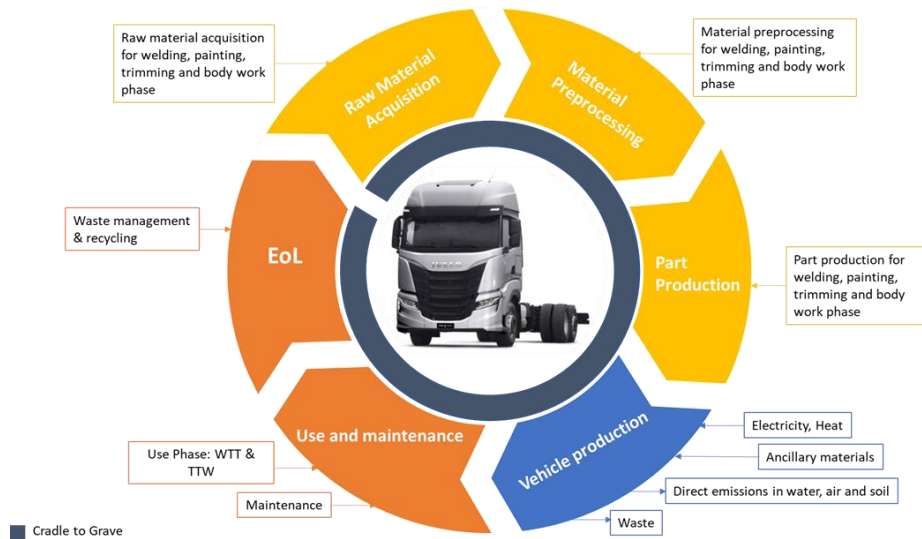 Raw material acquisition
for welding, painting,
trimming and body work
phase
Raw Material
Acquisition
Material
Preprocessing
Material preprocessing
for welding, painting,
trimming and body work
phase
Waste management
& recycling
EoL
IVECO
Part
Production
Part production for
welding, painting,
trimming and body
work phase
Use and maintenance
Vehicle production
Electricity, Heat
Ancillary materials
Direct emissions in water, air and soil
Waste
Use Phase: WTT &
TTW
Maintenance
Cradle to Grave